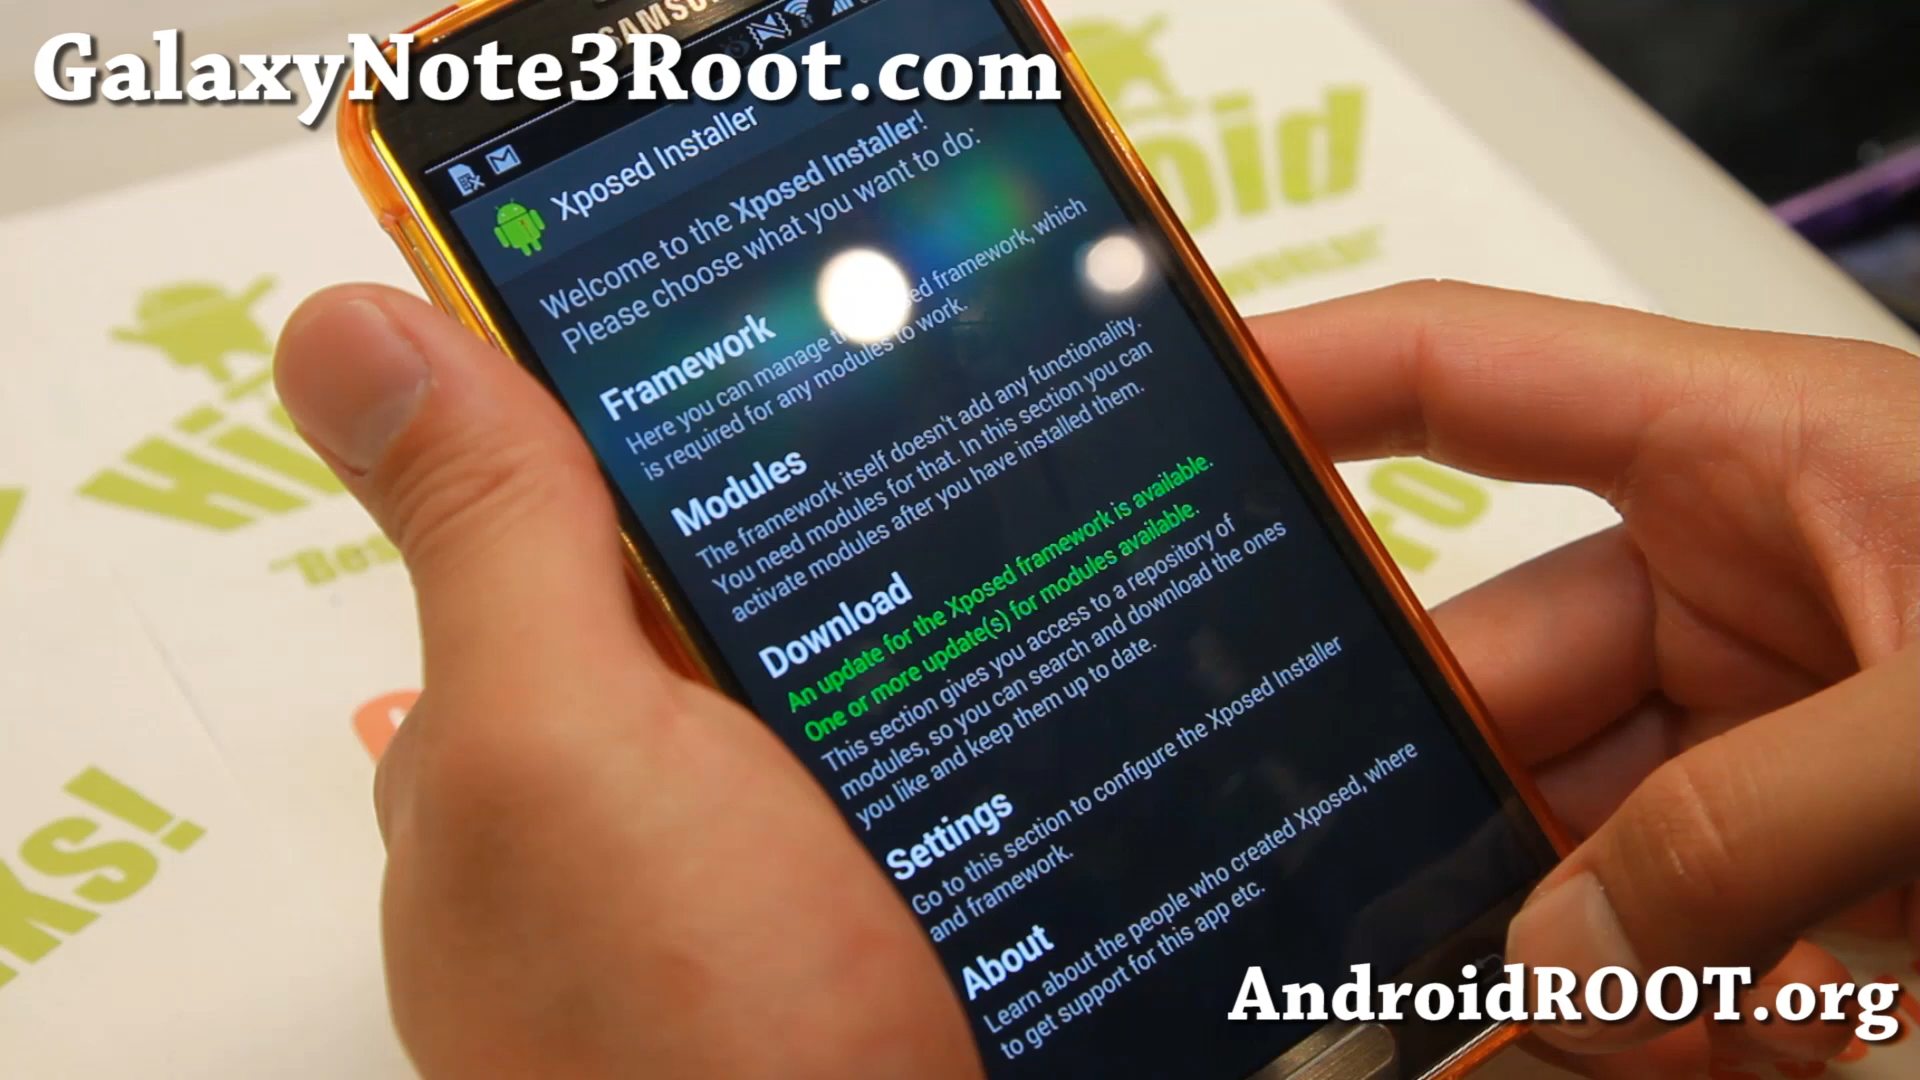 GalaxyNote3Root.com
SAMSU
Xposed Installer
Welcome to the Xposed Installer!
Please choose what you want to do:
Framework
Here you can manage framework, which
is required for any modules to work.
Modules
The framework itself doesn't add any functionality.
You need modules for that. In this section you can
activate modules after you have installed them.
Download
An update for the Xposed framework is available.
One or more update(s) for modules available.
This section gives you access to a repository of
modules, so you can search and download the ones
you like and keep them up to date.
Settings
Go to this section to configure the Xposed Installer
and framework.
About
Learn about the people who created Xposed, where
to get support for this app etc.
AndroidROOT.org